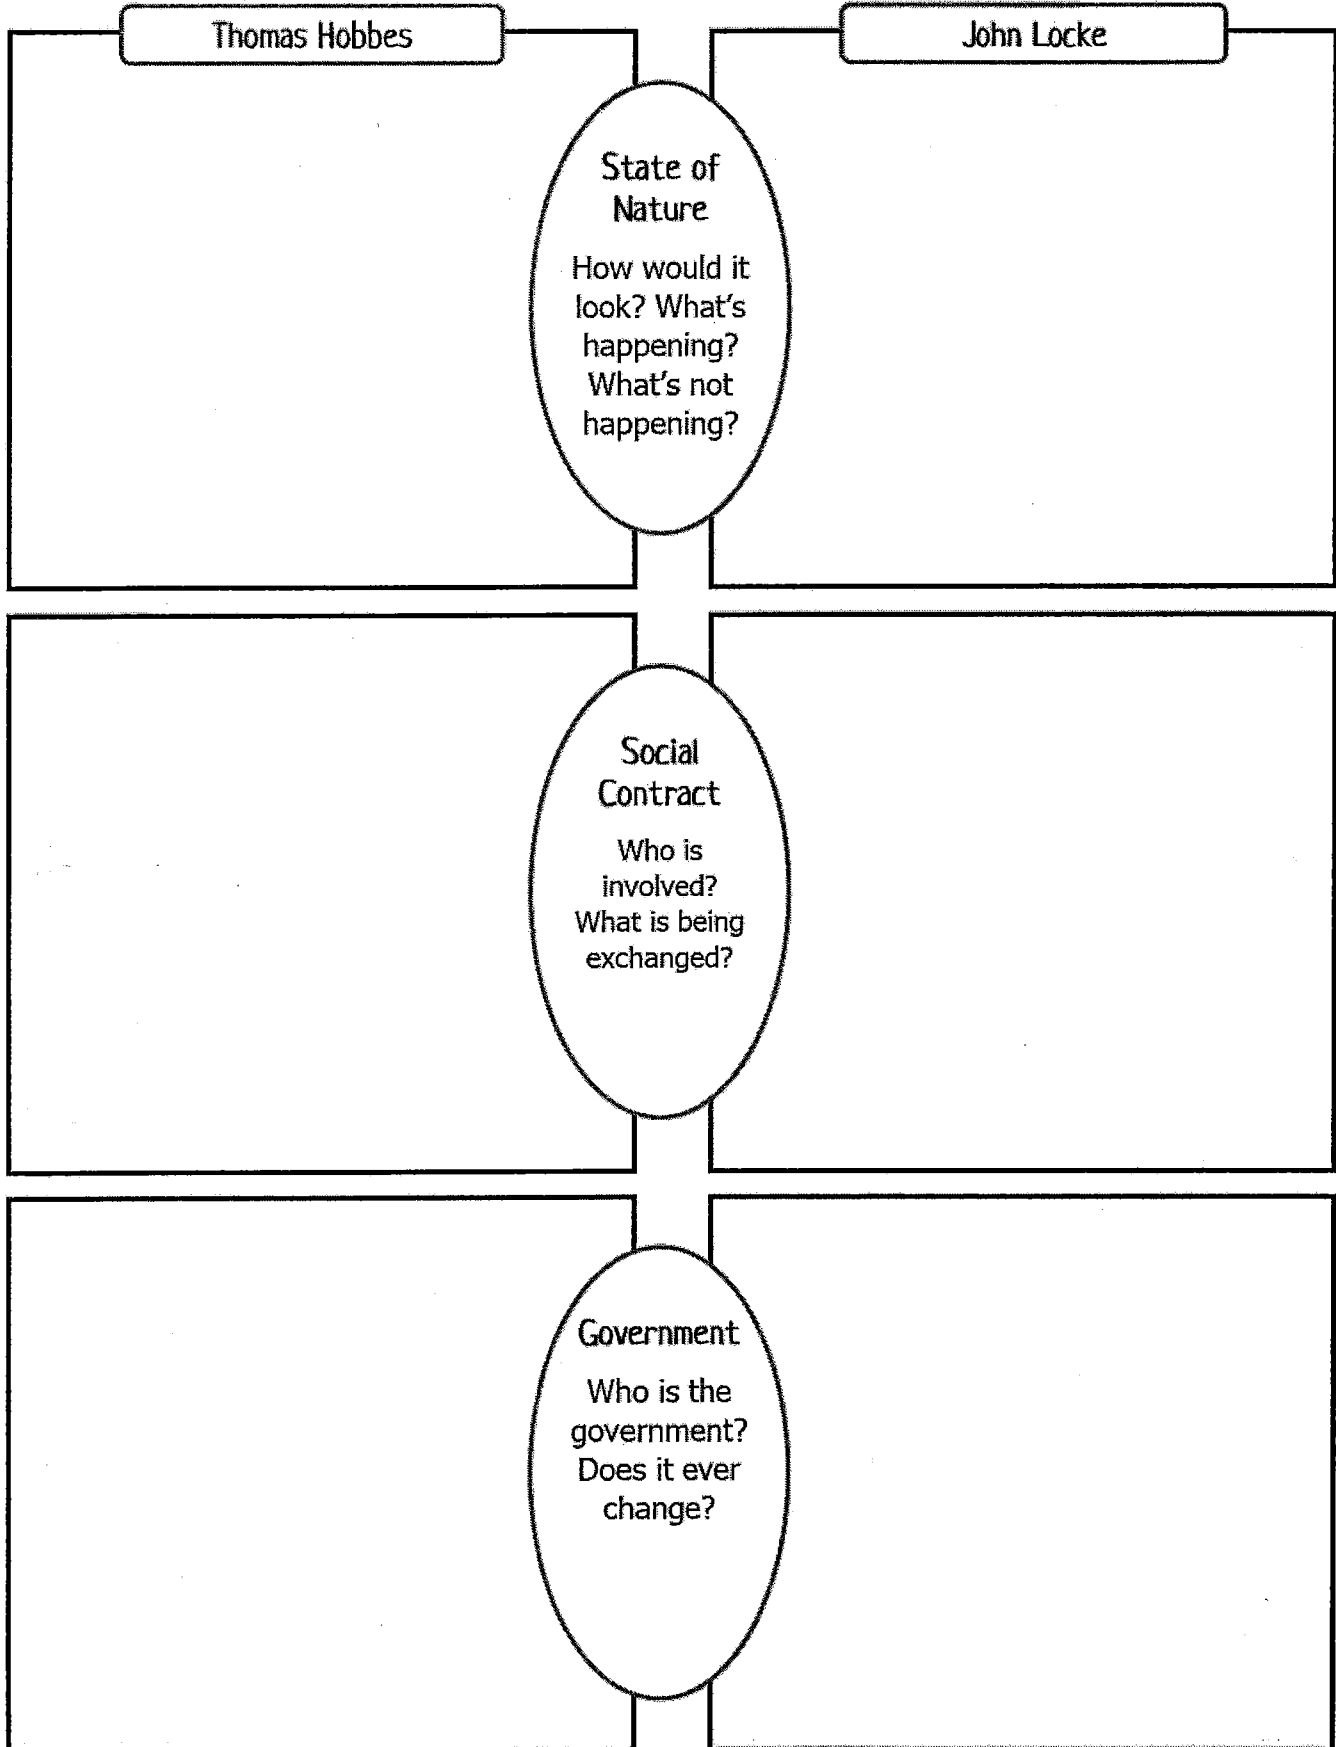 Thomas Hobbes
John Locke
State of
Nature
How would it
look? What's
happening?
What's not
happening?
Social
Contract
Who is
involved?
What is being
exchanged?
Government
Who is the
government?
Does it ever
change?